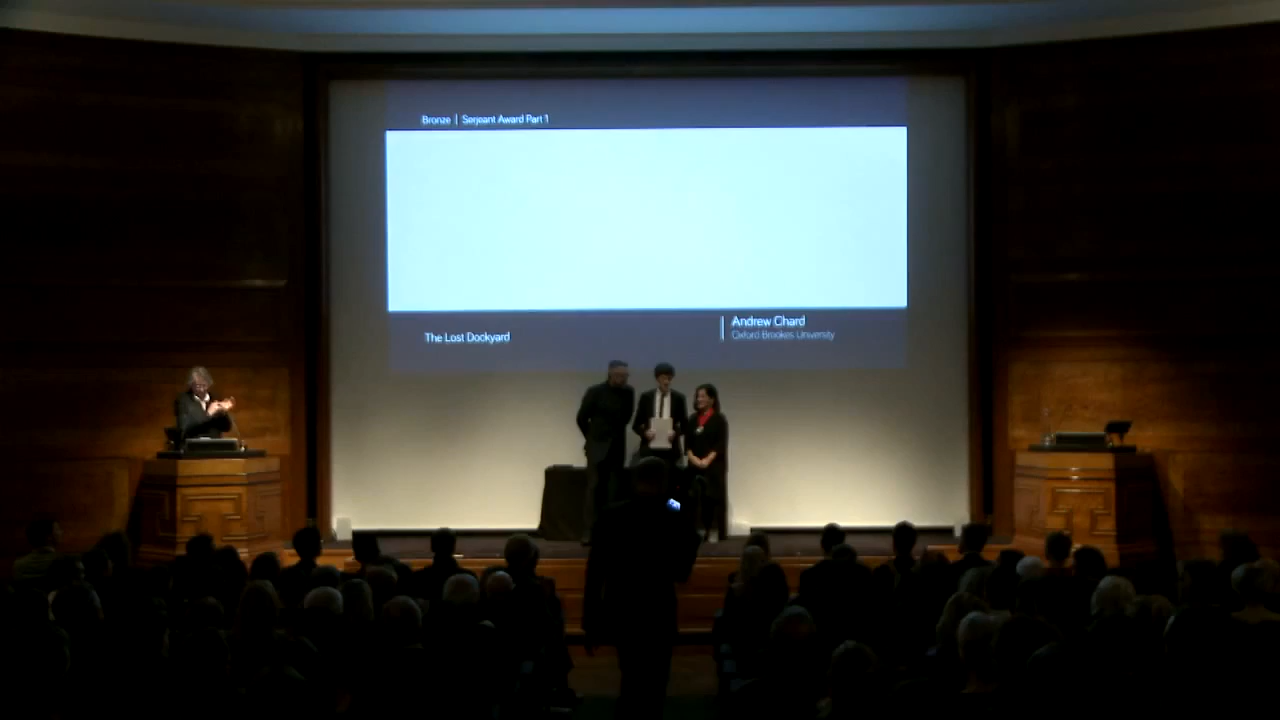 Bronze | Serjeant Award Part 1
The Lost Dockyard
Andrew Chard
Oxford Brookes University